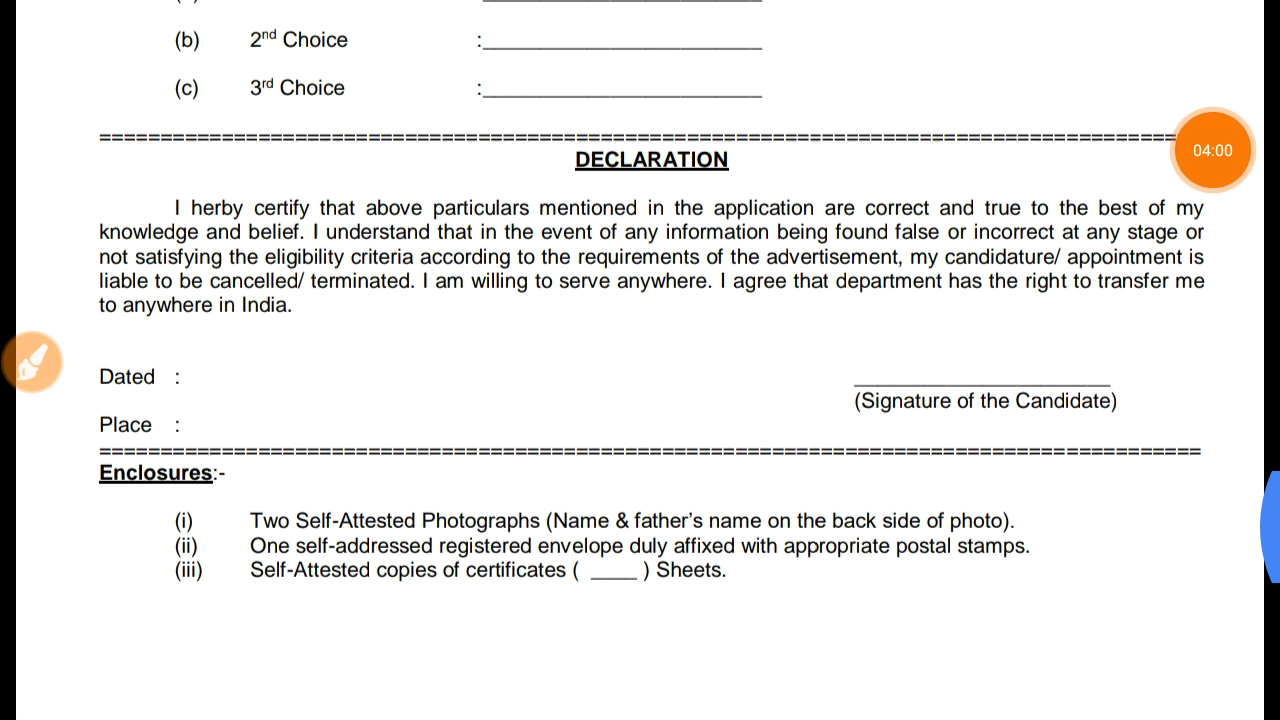 (b) 2nd Choice :________________________
(c) 3rd Choice :________________________
==========================================================================================
04:00
DECLARATION
I herby certify that above particulars mentioned in the application are correct and true to the best of my
knowledge and belief. I understand that in the event of any information being found false or incorrect at any stage or
not satisfying the eligibility criteria according to the requirements of the advertisement, my candidature/ appointment is
liable to be cancelled/ terminated. I am willing to serve anywhere. I agree that department has the right to transfer me
to anywhere in India.
Dated :
______________________
(Signature of the Candidate)
Place :
===========================================================================================
Enclosures:-
(i) Two Self-Attested Photographs (Name & father's name on the back side of photo).
(ii) One self-addressed registered envelope duly affixed with appropriate postal stamps.
(iii) Self-Attested copies of certificates ( ____ ) Sheets.